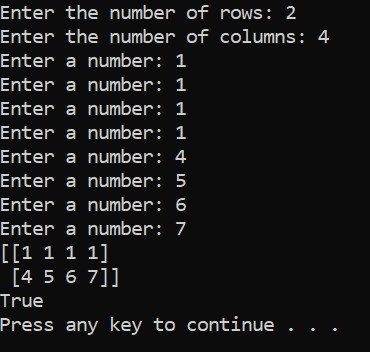 Enter the number of rows: 2
Enter the number of columns: 4
Enter a number: 1
Enter a number: 1
Enter a number: 1
Enter a number: 1
Enter a number: 4
Enter a number: 5
Enter a number: 6
Enter a number: 7
[[1 1 1 1]
 [4 5 6 7]]
True
Press any key to continue . . .